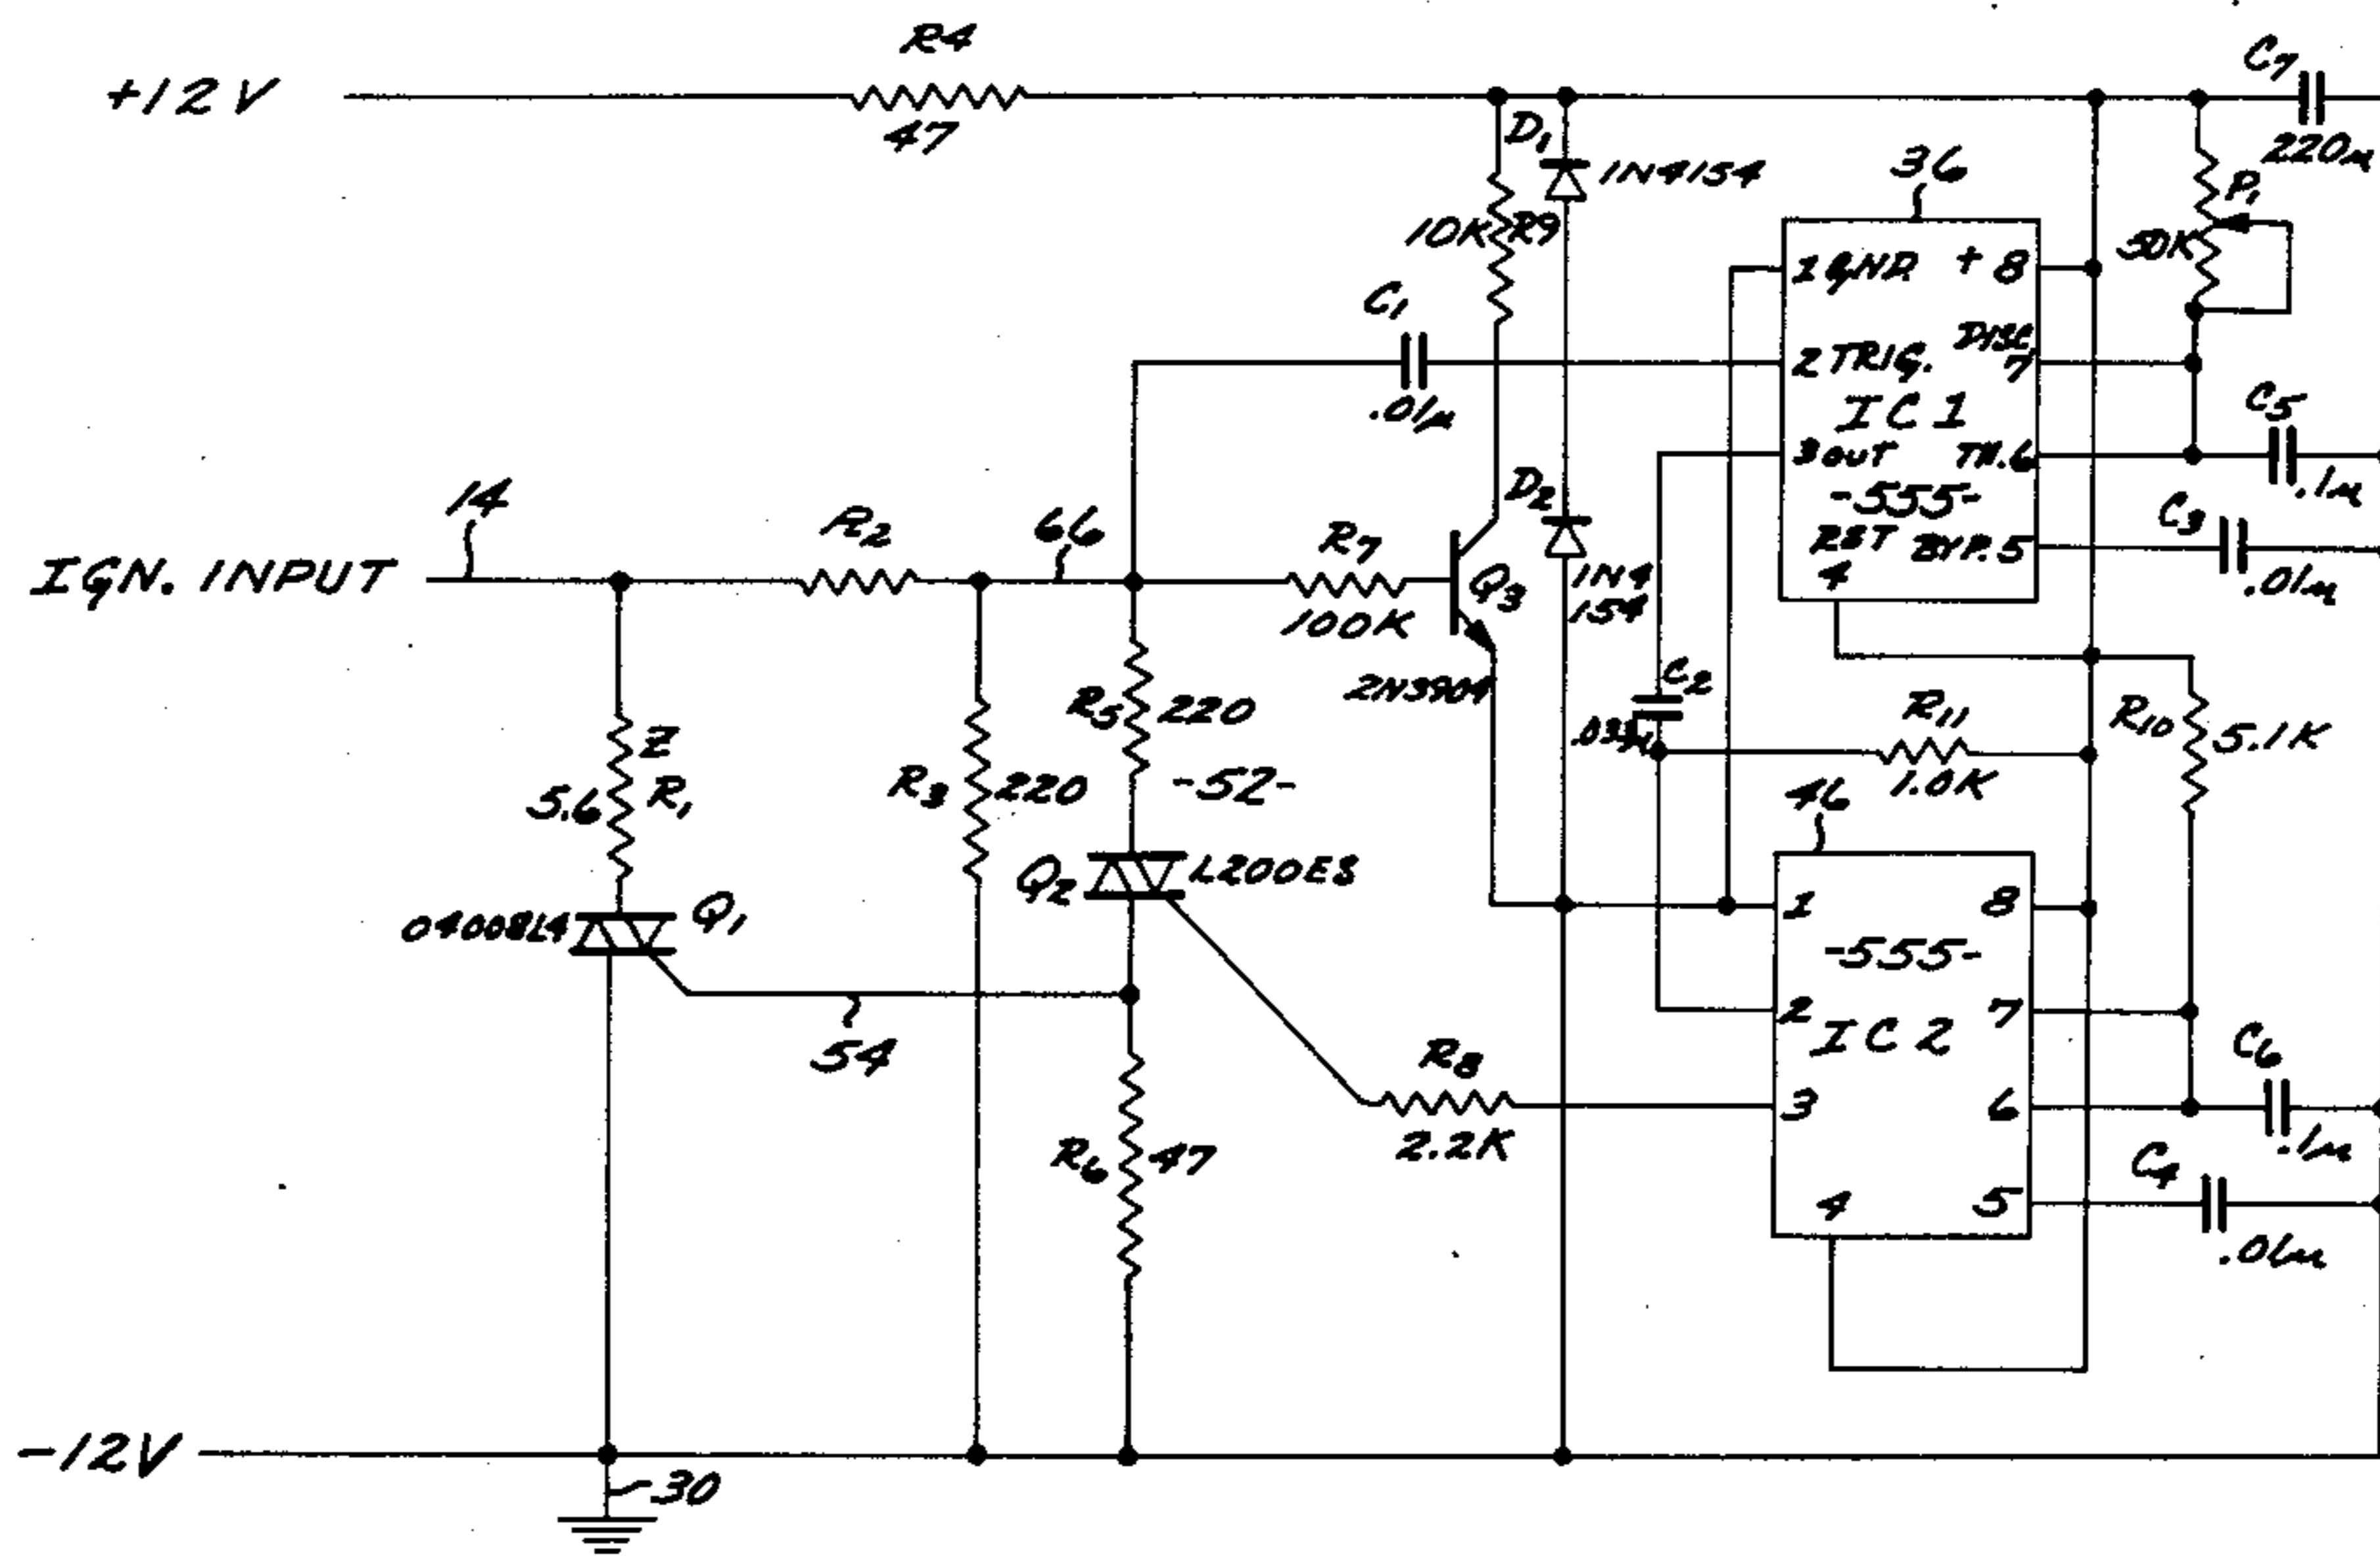 R4
+12V
47
C7
220µ
D1
1N4154
36
P1
50K
10K R9
1 GND. + 8
C1
.01µ
2 TRIG. DISC 7
IC1
3 OUT TH.6
-555-
RST BYP. 5
4
C5
.1µ
C3
.01µ
14
IGN. INPUT
R2
66
R7
100K
Q3
2N3904
D2
1N4
154
C2
.033µ
R11
1.0K
R10
5.1K
R5 220
-52-
R3 220
Z
5.6 R1
Q2
L200E8
Q1
54
R8
2.2K
R6 47
46
1 8
-555-
2 7
IC2
3 6
4 5
C6
.1µ
C4
.01µ
-12V
30